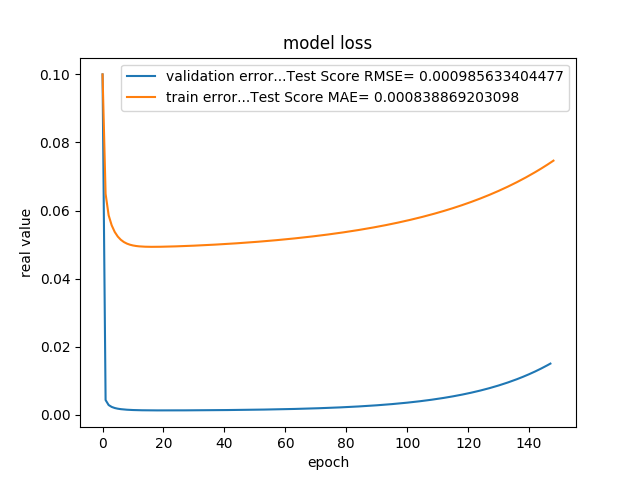 model loss
validation error...Test Score RMSE= 0.000985633404477
train error...Test Score MAE= 0.000838869203098
real value
0.10
0.08
0.06
0.04
0.02
0.00
0 20 40 60 80 100 120 140
epoch